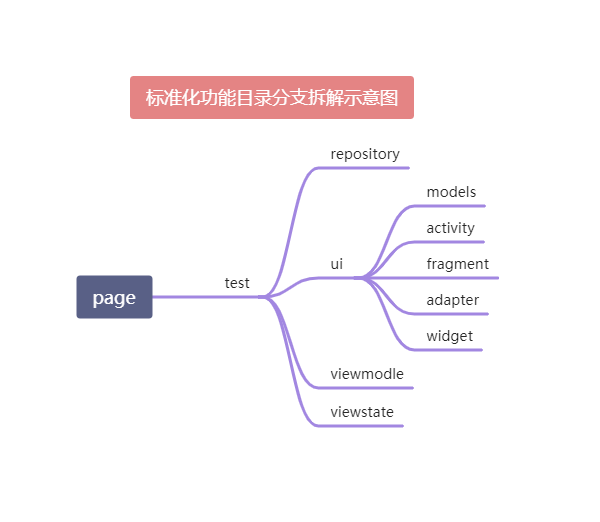 标准化功能目录分支拆解示意图
page
test
repository
ui
models
activity
fragment
adapter
widget
viewmodle
viewstate